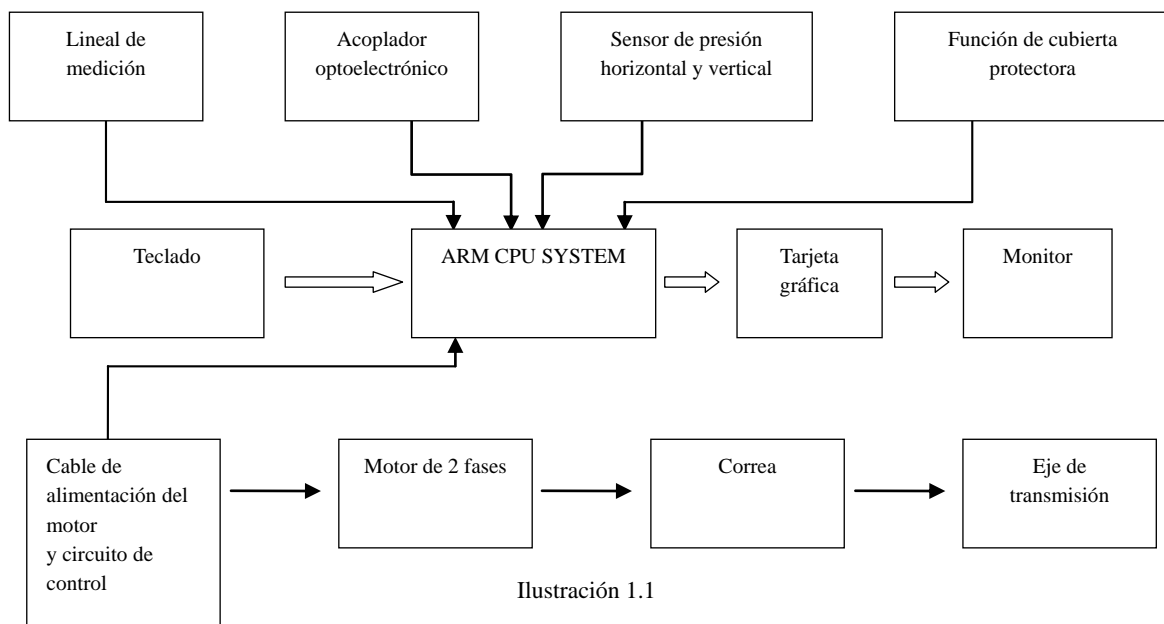 Lineal de
medición
Acoplador
optoelectrónico
Sensor de presión
horizontal y vertical
Función de cubierta
protectora
Teclado
ARM CPU SYSTEM
Tarjeta
gráfica
Monitor
Cable de
alimentación del
motor
y circuito de
control
Motor de 2 fases
Correa
Eje de
transmisión
Ilustración 1.1